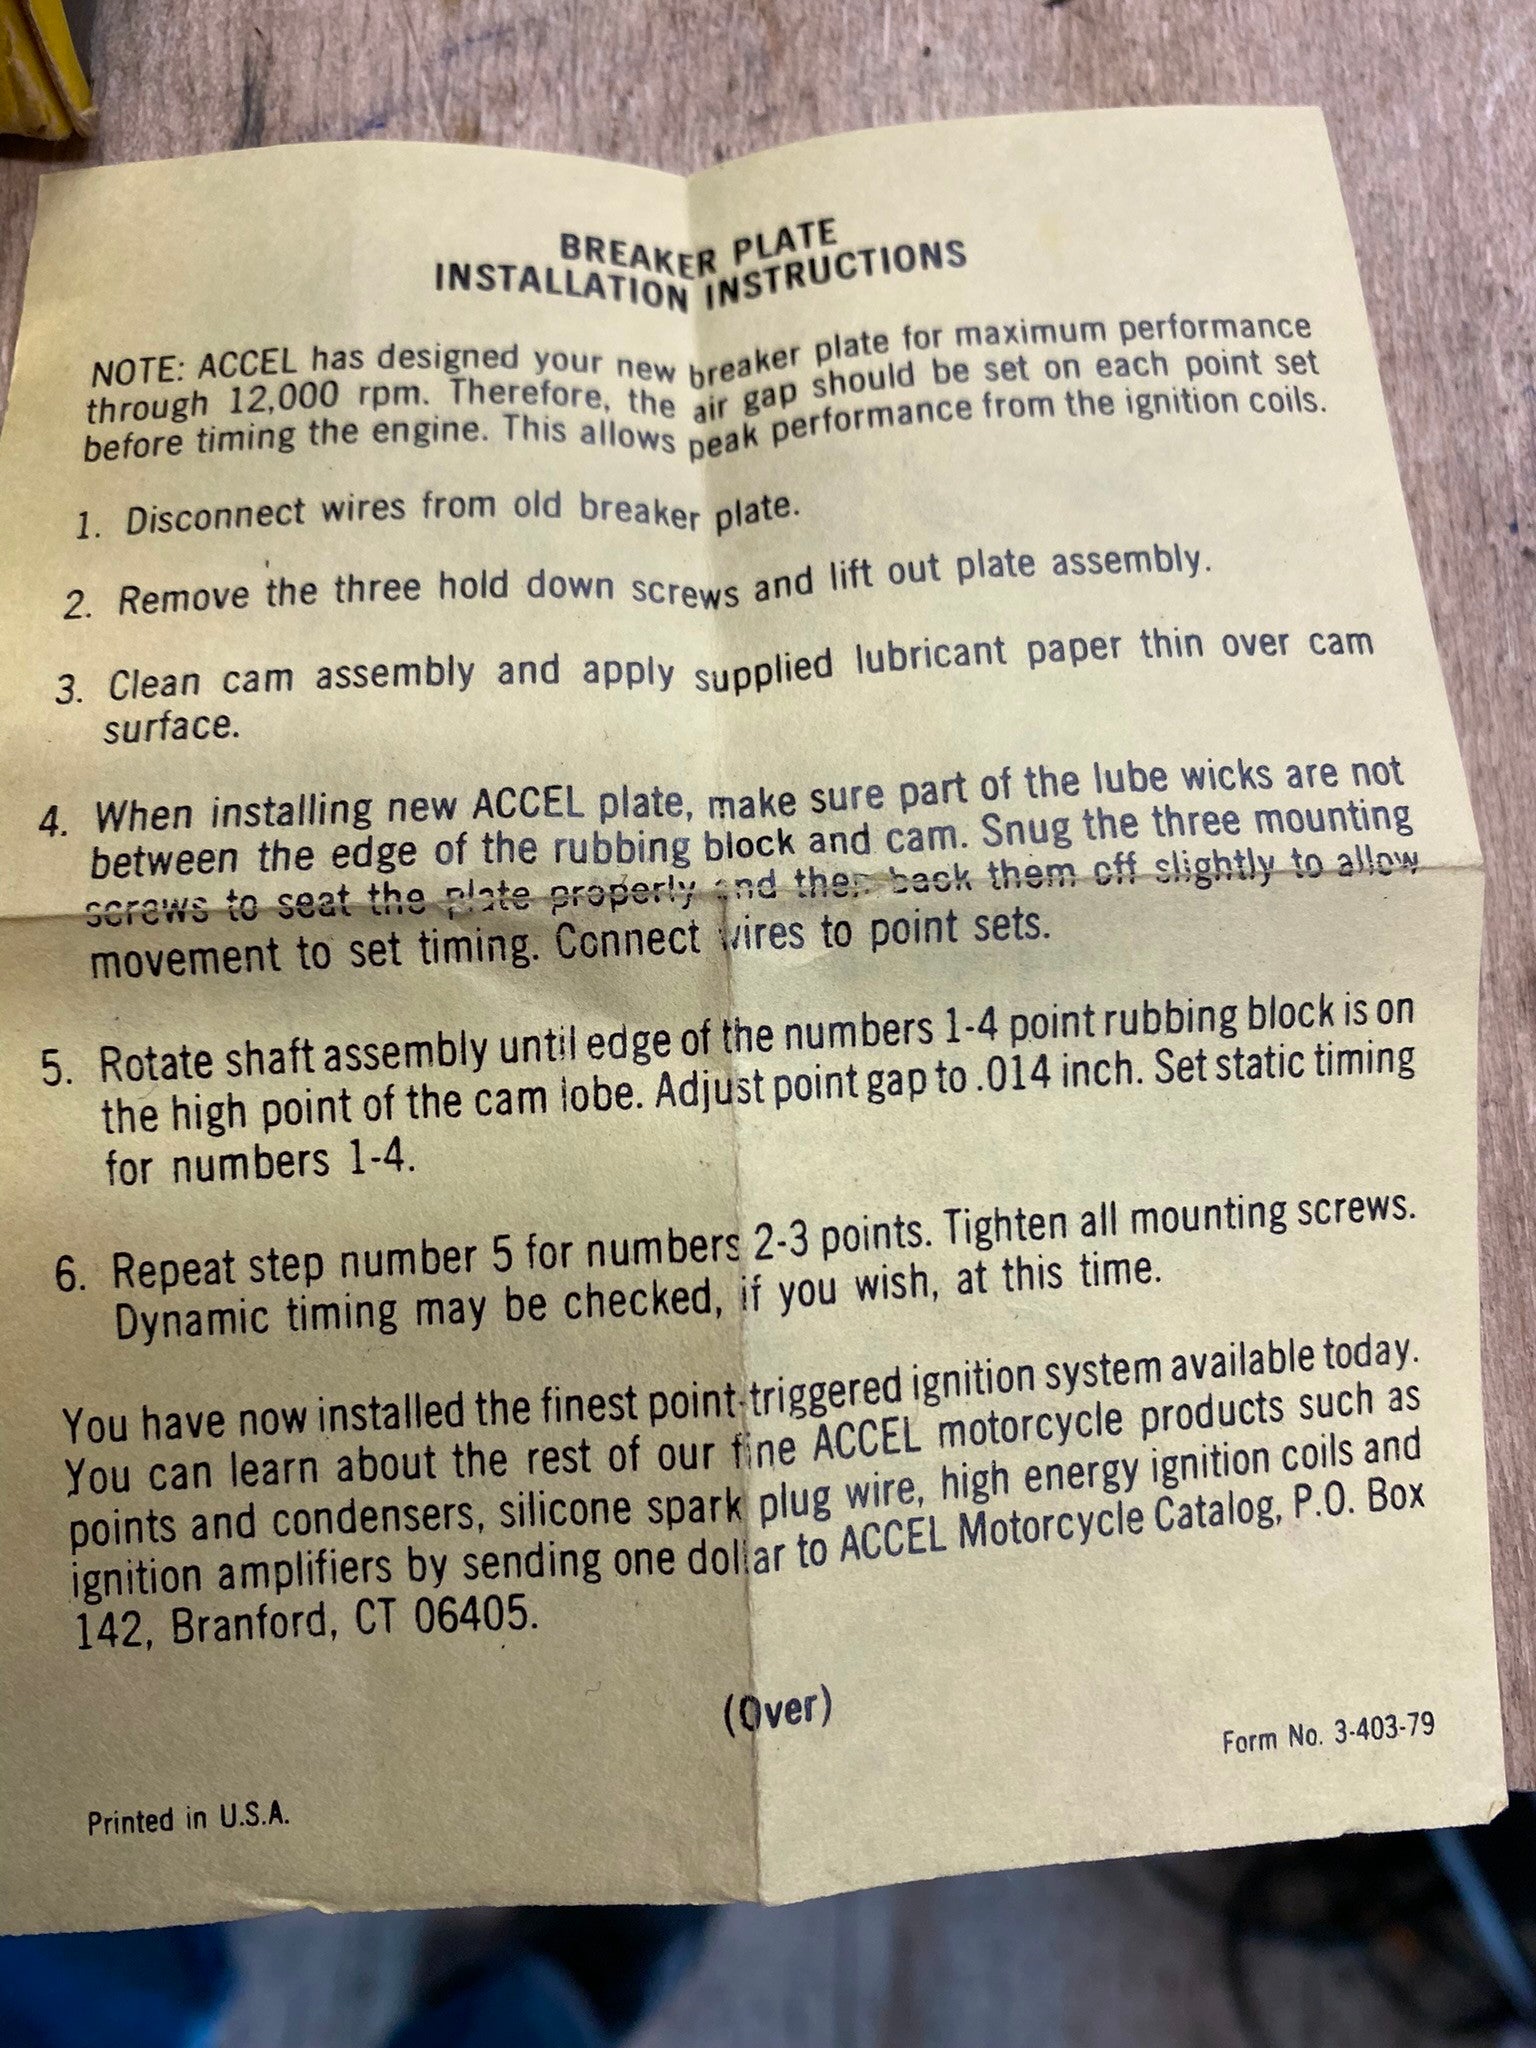 BREAKER PLATE
INSTALLATION INSTRUCTIONS
NOTE: ACCEL has designed your new breaker plate for maximum performance
through 12,000 rpm. Therefore, the air gap should be set on each point set
before timing the engine. This allows peak performance from the ignition coils.
1. Disconnect wires from old breaker plate.
2. Remove the three hold down screws and lift out plate assembly.
3. Clean cam assembly and apply supplied lubricant paper thin over cam
surface.
4. When installing new ACCEL plate, make sure part of the lube wicks are not
between the edge of the rubbing block and cam. Snug the three mounting
screws to seat the plate properly and then back them off slightly to allow
movement to set timing. Connect wires to point sets.
5. Rotate shaft assembly until edge of the numbers 1-4 point rubbing block is on
the high point of the cam lobe. Adjust point gap to .014 inch. Set static timing
for numbers 1-4.
6. Repeat step number 5 for numbers 2-3 points. Tighten all mounting screws.
Dynamic timing may be checked, if you wish, at this time.
You have now installed the finest point-triggered ignition system available today.
You can learn about the rest of our fine ACCEL motorcycle products such as
points and condensers, silicone spark plug wire, high energy ignition coils and
ignition amplifiers by sending one dollar to ACCEL Motorcycle Catalog, P.O. Box
142, Branford, CT 06405.
(Over)
Form No. 3-403-79
Printed in U.S.A.